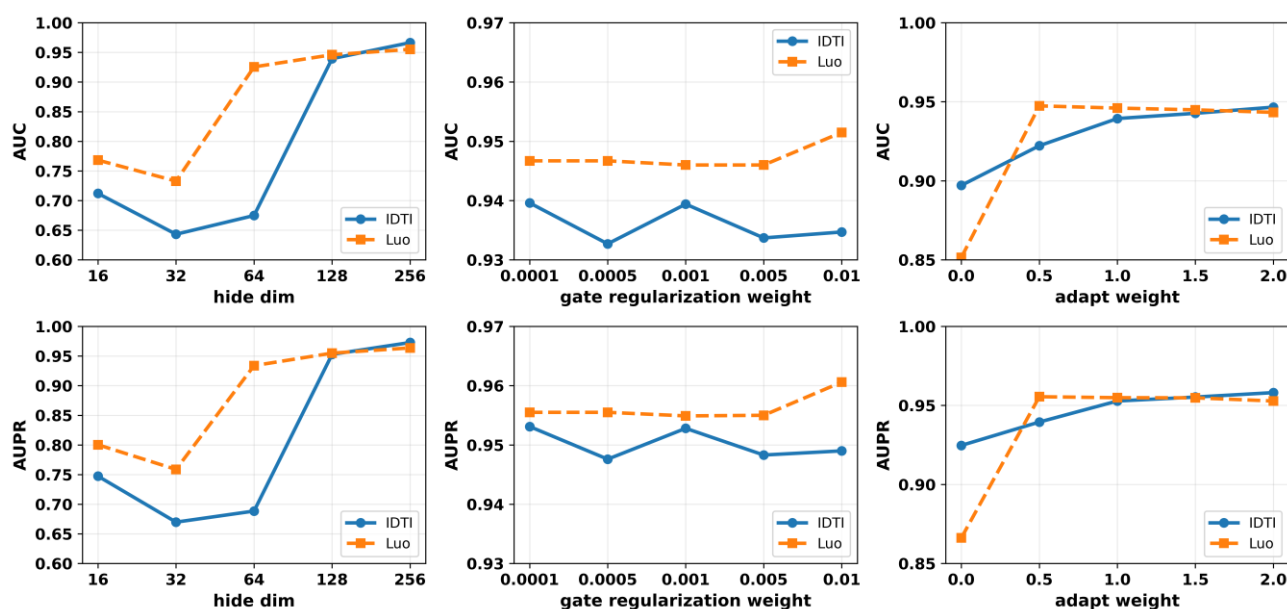 1.00
0.95
0.90
0.85
0.80
0.75
0.70
0.65
0.60
AUC
16 32 64 128 256
hide dim
IDTI
Luo
0.97
0.96
0.95
0.94
0.93
AUC
0.0001 0.0005 0.001 0.005 0.01
gate regularization weight
IDTI
Luo
1.00
0.95
0.90
0.85
AUC
0.0 0.5 1.0 1.5 2.0
adapt weight
IDTI
Luo
1.00
0.95
0.90
0.85
0.80
0.75
0.70
0.65
0.60
AUPR
16 32 64 128 256
hide dim
IDTI
Luo
0.97
0.96
0.95
0.94
0.93
AUPR
0.0001 0.0005 0.001 0.005 0.01
gate regularization weight
IDTI
Luo
1.00
0.95
0.90
0.85
AUPR
0.0 0.5 1.0 1.5 2.0
adapt weight
IDTI
Luo